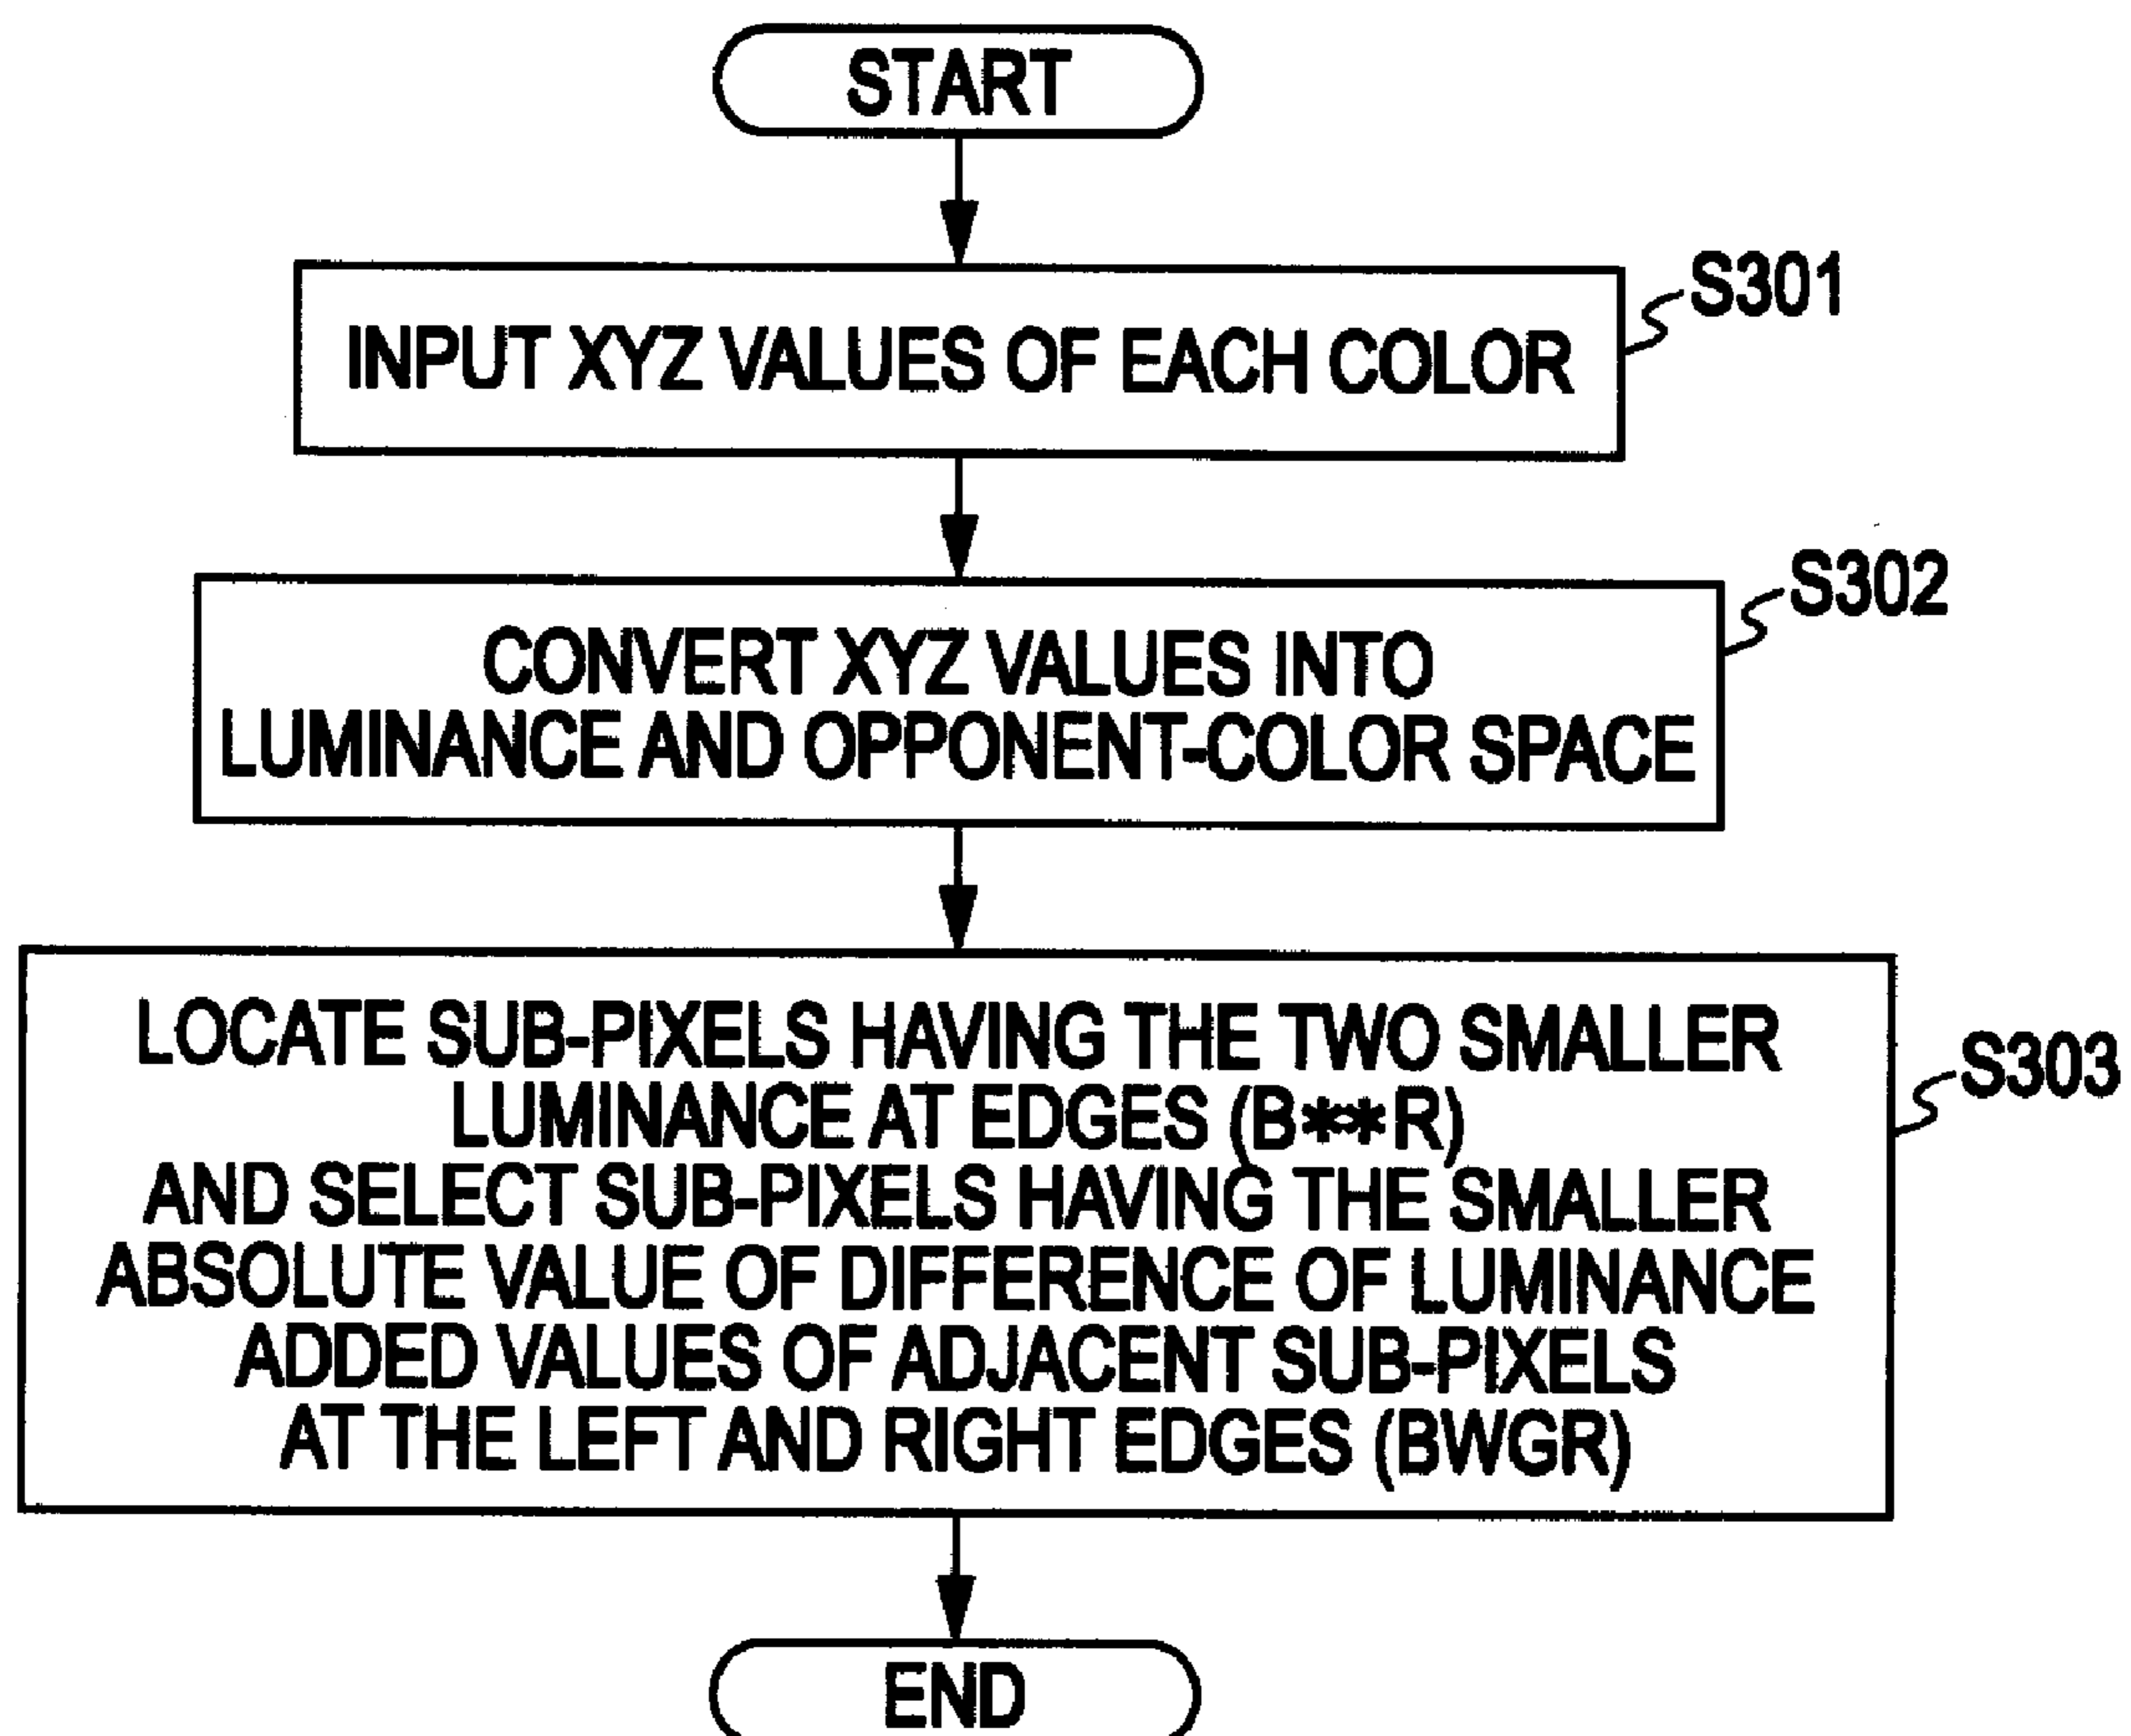 START
S301
INPUT XYZ VALUES OF EACH COLOR
S302
CONVERT XYZ VALUES INTO
LUMINANCE AND OPPONENT-COLOR SPACE
S303
LOCATE SUB-PIXELS HAVING THE TWO SMALLER
LUMINANCE AT EDGES (B**R)
AND SELECT SUB-PIXELS HAVING THE SMALLER
ABSOLUTE VALUE OF DIFFERENCE OF LUMINANCE
ADDED VALUES OF ADJACENT SUB-PIXELS
AT THE LEFT AND RIGHT EDGES (BWGR)
END